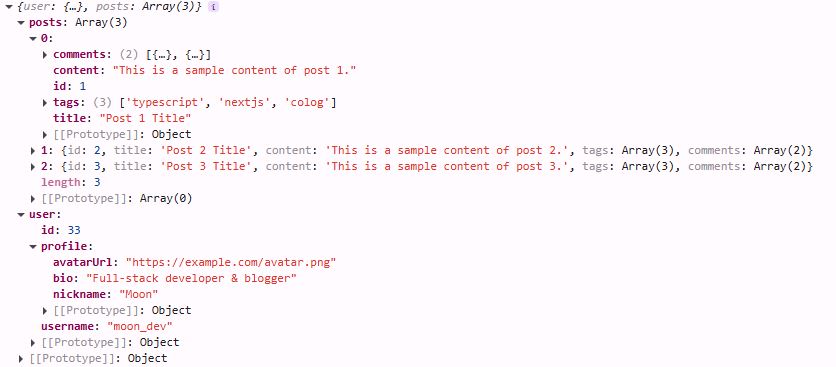 {user: {…}, posts: Array(3)} i
posts: Array(3)
0:
comments: (2) [{…}, {…}]
content: "This is a sample content of post 1."
id: 1
tags: (3) ['typescript', 'nextjs', 'colog']
title: "Post 1 Title"
[[Prototype]]: Object
1: {id: 2, title: 'Post 2 Title', content: 'This is a sample content of post 2.', tags: Array(3), comments: Array(2)}
2: {id: 3, title: 'Post 3 Title', content: 'This is a sample content of post 3.', tags: Array(3), comments: Array(2)}
length: 3
[[Prototype]]: Array(0)
user:
id: 33
profile:
avatarUrl: "https://example.com/avatar.png"
bio: "Full-stack developer & blogger"
nickname: "Moon"
[[Prototype]]: Object
username: "moon_dev"
[[Prototype]]: Object
[[Prototype]]: Object